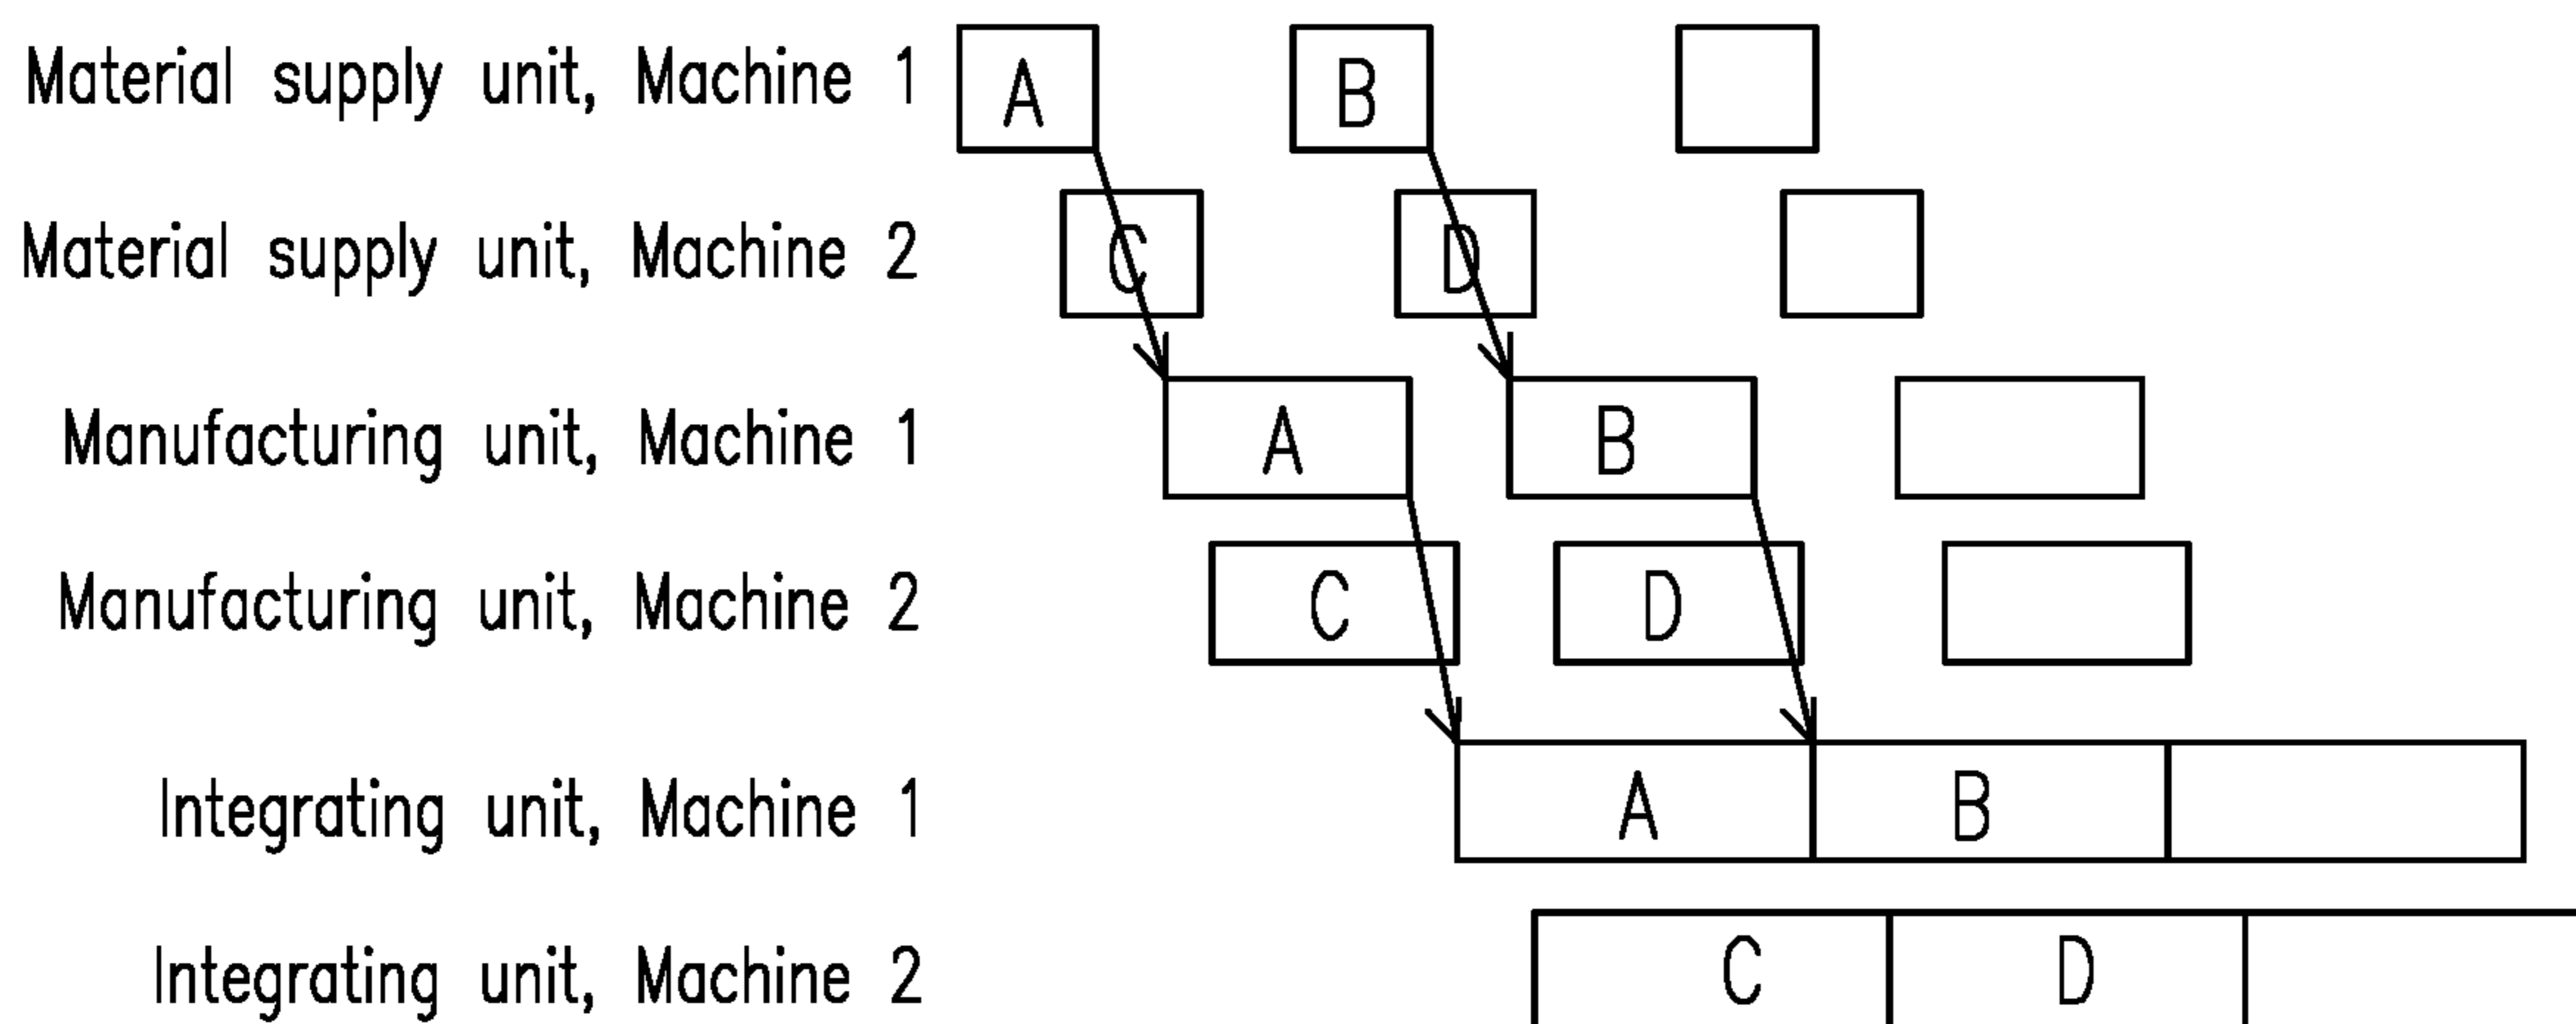 Material supply unit, Machine 1 A B
Material supply unit, Machine 2 C D
Manufacturing unit, Machine 1 A B
Manufacturing unit, Machine 2 C D
Integrating unit, Machine 1 A B
Integrating unit, Machine 2 C D